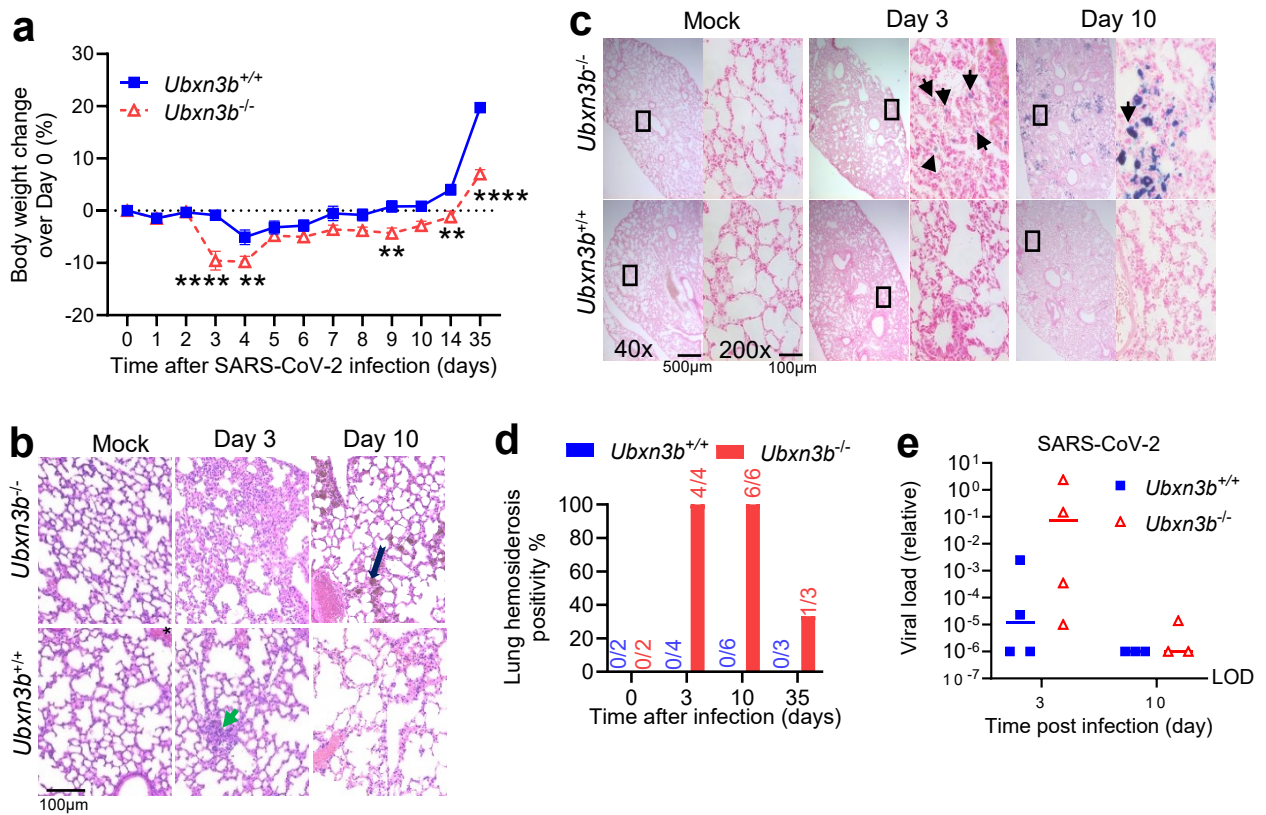 a
Body weight change
over Day 0 (%)
30
20
10
0
-10
-20
Ubxn3b+/+
Ubxn3b-/-
****
**
**
**
****
0 1 2 3 4 5 6 7 8 9 10 14 35
Time after SARS-CoV-2 infection (days)
c
Mock Day 3 Day 10
Ubxn3b-/-
Ubxn3b+/+
40x
500µm
200x
100µm
b
Mock Day 3 Day 10
Ubxn3b-/-
Ubxn3b+/+
*
100µm
d
Ubxn3b+/+ Ubxn3b-/-
Lung hemosiderosis
positivity %
100
80
60
40
20
0
0/2 0/2 0/4 4/4 0/6 6/6 0/3 1/3
0 3 10 35
Time after infection (days)
e
SARS-CoV-2
Ubxn3b+/+
Ubxn3b-/-
Viral load (relative)
10^1
10^0
10^-1
10^-2
10^-3
10^-4
10^-5
10^-6
10^-7
LOD
3 10
Time post infection (day)